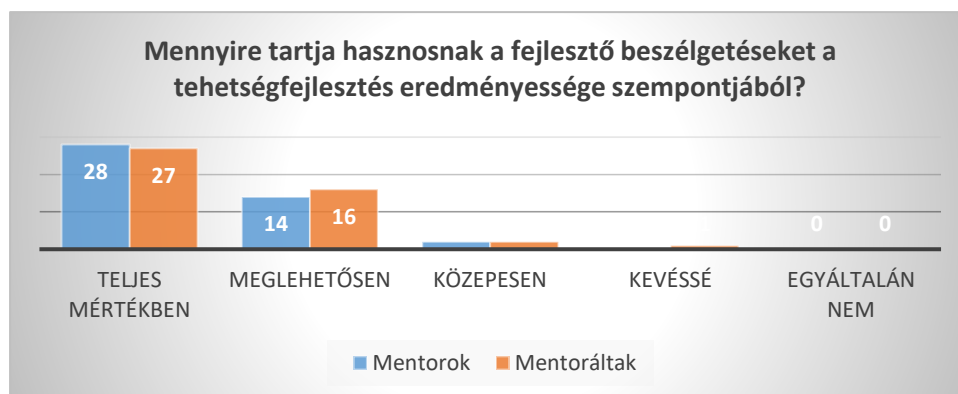 Mennyire tartja hasznosnak a fejlesztő beszélgetéseket a
tehetségfejlesztés eredményessége szempontjából?
28 27
14 16
0 0
TELJES MÉRTÉKBEN
MEGLEHETŐSEN
KÖZEPESEN
KEVÉSSÉ
EGYÁLTALÁN NEM
Mentorok Mentoráltak